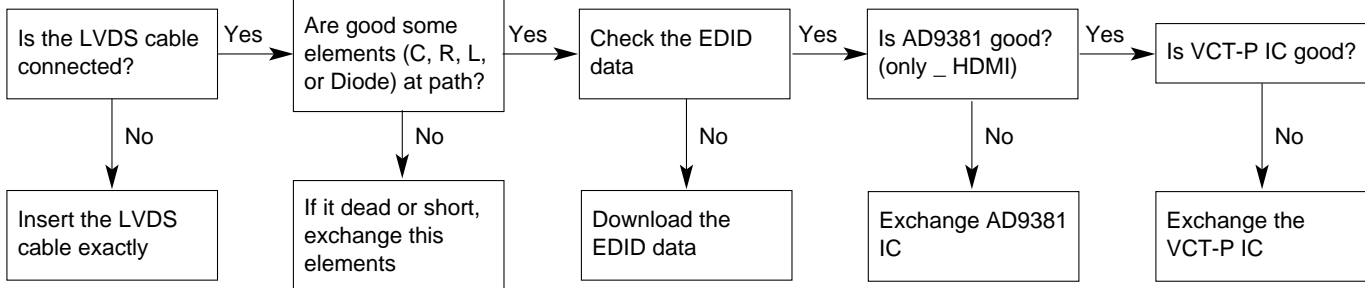 Is the LVDS cable
connected?
Yes
Are good some
elements (C, R, L,
or Diode) at path?
Yes
Check the EDID
data
Yes
Is AD9381 good?
(only _ HDMI)
Yes
Is VCT-P IC good?
No
No
No
No
No
Insert the LVDS
cable exactly
If it dead or short,
exchange this
elements
Download the
EDID data
Exchange AD9381
IC
Exchange the
VCT-P IC